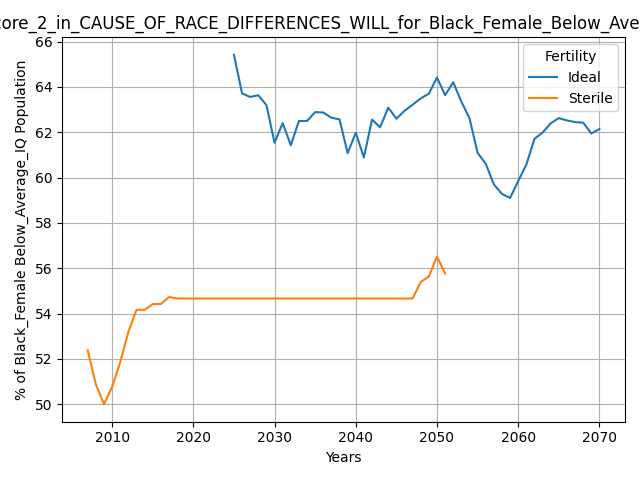 core_2_in_CAUSE_OF_RACE_DIFFERENCES_WILL_for_Black_Female_Below_Ave
66
64
62
60
58
56
54
52
50
% of Black_Female Below_Average_IQ Population
Fertility
Ideal
Sterile
2010 2020 2030 2040 2050 2060 2070
Years